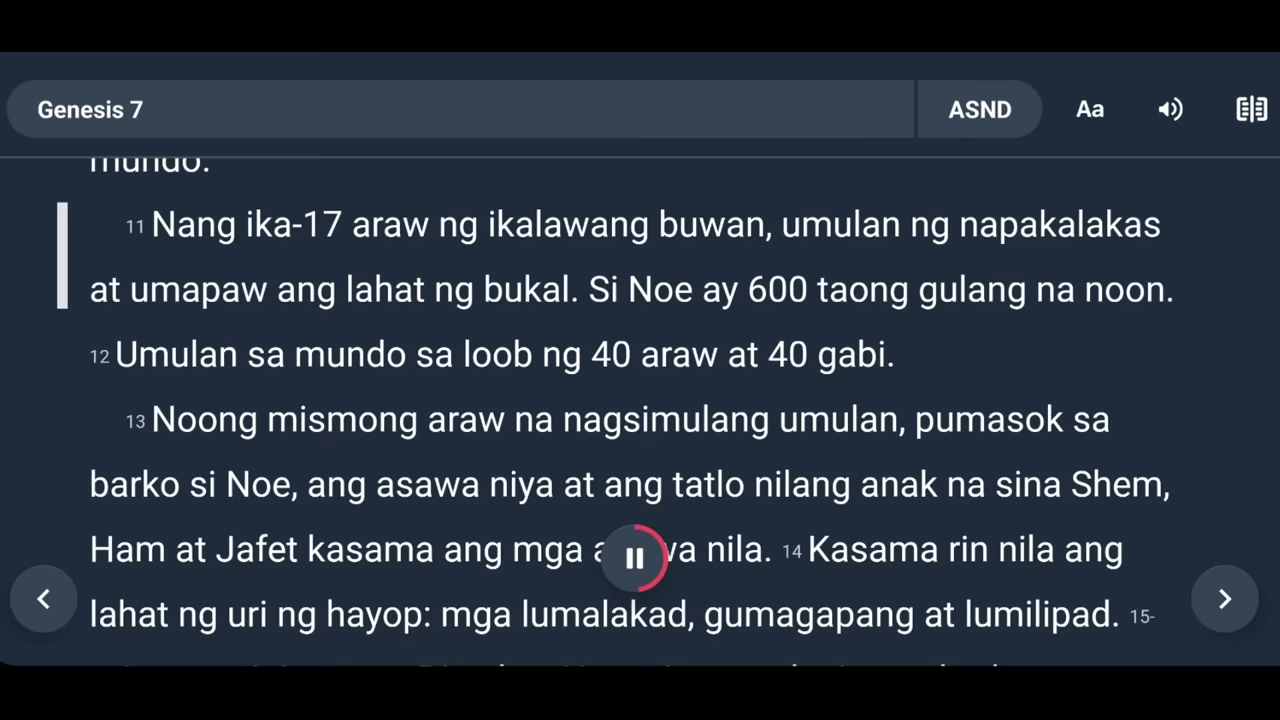 Genesis 7 ASND Aa
mundo.
11 Nang ika-17 araw ng ikalawang buwan, umulan ng napakalakas
at umapaw ang lahat ng bukal. Si Noe ay 600 taong gulang na noon.
12 Umulan sa mundo sa loob ng 40 araw at 40 gabi.
13 Noong mismong araw na nagsimulang umulan, pumasok sa
barko si Noe, ang asawa niya at ang tatlo nilang anak na sina Shem,
Ham at Jafet kasama ang mga nila. 14 Kasama rin nila ang
lahat ng uri ng hayop: mga lumalakad, gumagapang at lumilipad. 15-